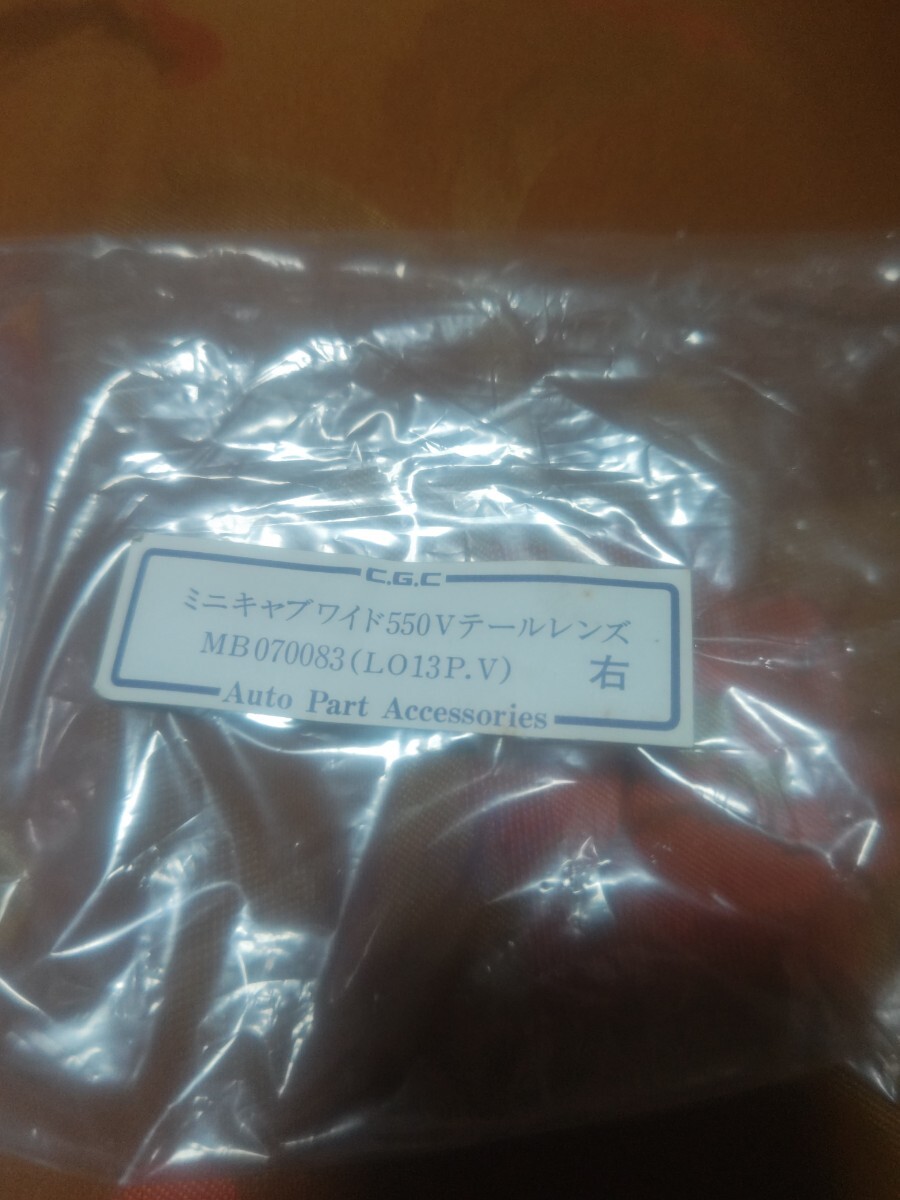 C.G.C
ミニキャブワイド550Vテールレンズ
MB070083(LO13P.V) 右
Auto Part Accessories